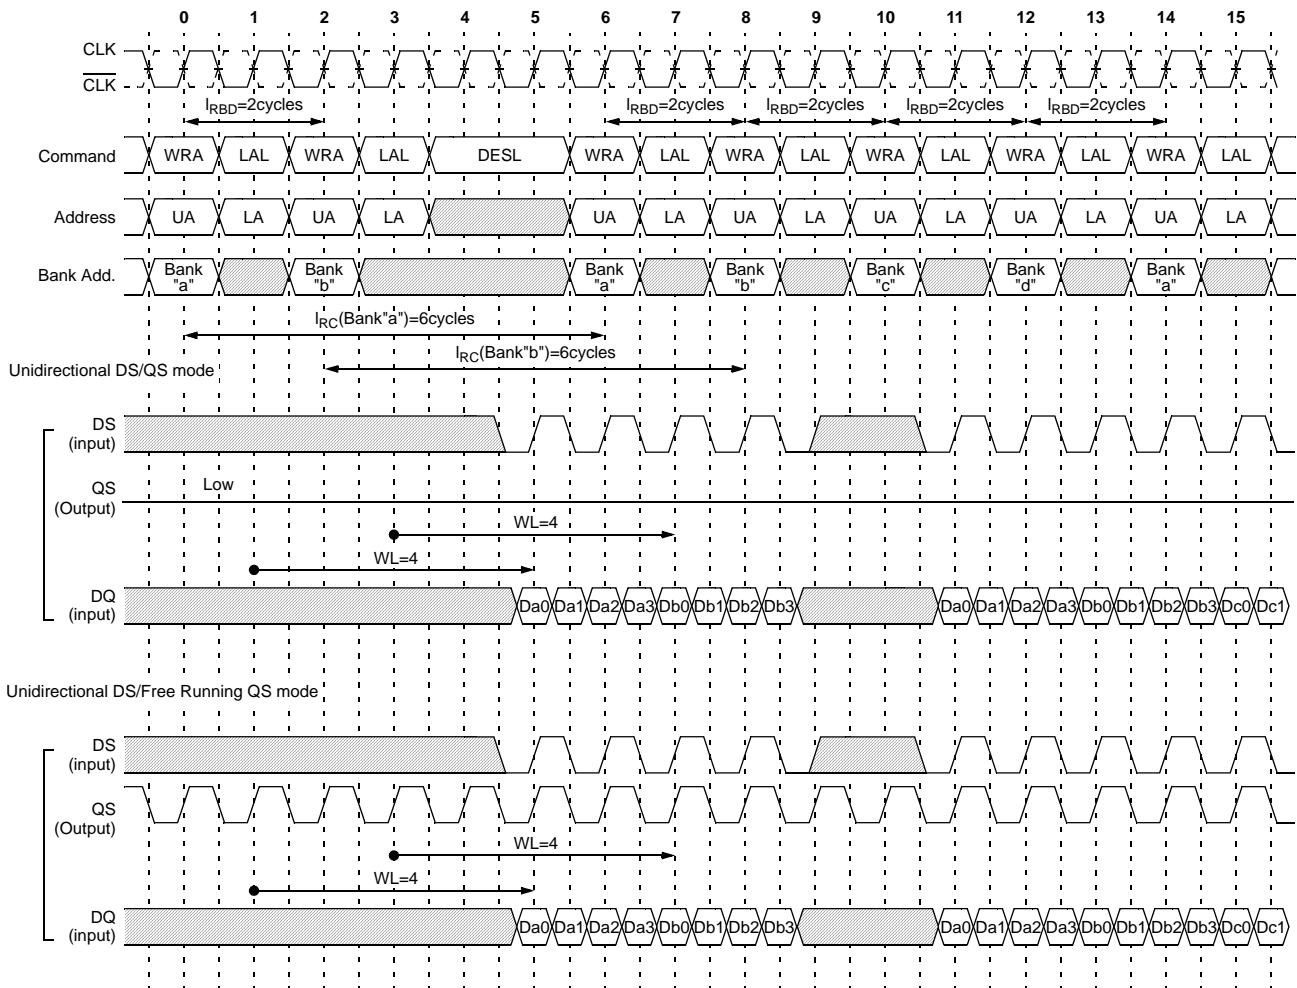 0 1 2 3 4 5 6 7 8 9 10 11 12 13 14 15
CLK
CLK
IRBD=2cycles IRBD=2cycles IRBD=2cycles IRBD=2cycles IRBD=2cycles
Command WRA LAL WRA LAL DESL WRA LAL WRA LAL WRA LAL WRA LAL WRA LAL
Address UA LA UA LA UA LA UA LA UA LA UA LA UA LA
Bank Add. Bank "a" Bank "b" Bank "a" Bank "b" Bank "c" Bank "d" Bank "a"
IRC(Bank"a")=6cycles
IRC(Bank"b")=6cycles
Unidirectional DS/QS mode
DS
(input)
Low
QS
(Output)
WL=4
WL=4
DQ
(input)
Da0 Da1 Da2 Da3 Db0 Db1 Db2 Db3 Da0 Da1 Da2 Da3 Db0 Db1 Db2 Db3 Dc0 Dc1
Unidirectional DS/Free Running QS mode
DS
(input)
QS
(Output)
WL=4
WL=4
DQ
(input)
Da0 Da1 Da2 Da3 Db0 Db1 Db2 Db3 Da0 Da1 Da2 Da3 Db0 Db1 Db2 Db3 Dc0 Dc1